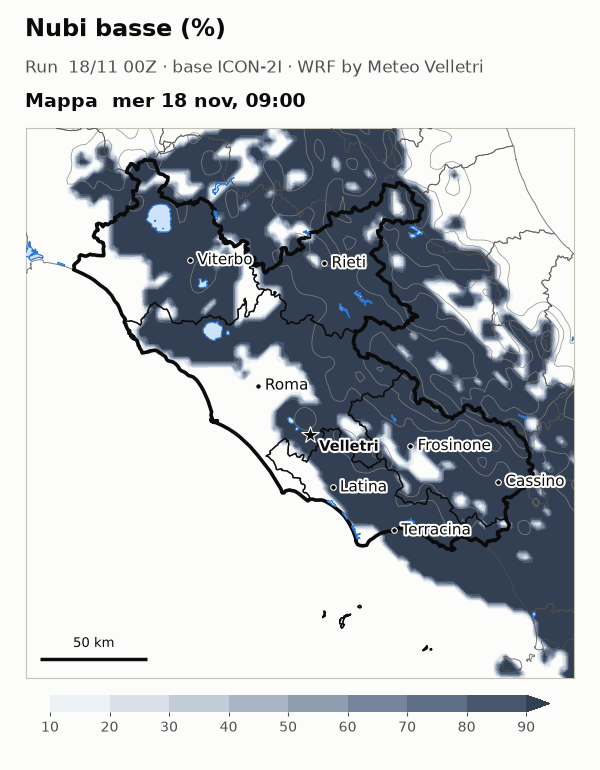 Nubi basse (%)
Run 18/11 00Z · base ICON-2I · WRF by Meteo Velletri
Mappa mer 18 nov, 09:00
Viterbo
Rieti
Roma
Velletri
Frosinone
Cassino
Latina
Terracina
50 km
10 20 30 40 50 60 70 80 90